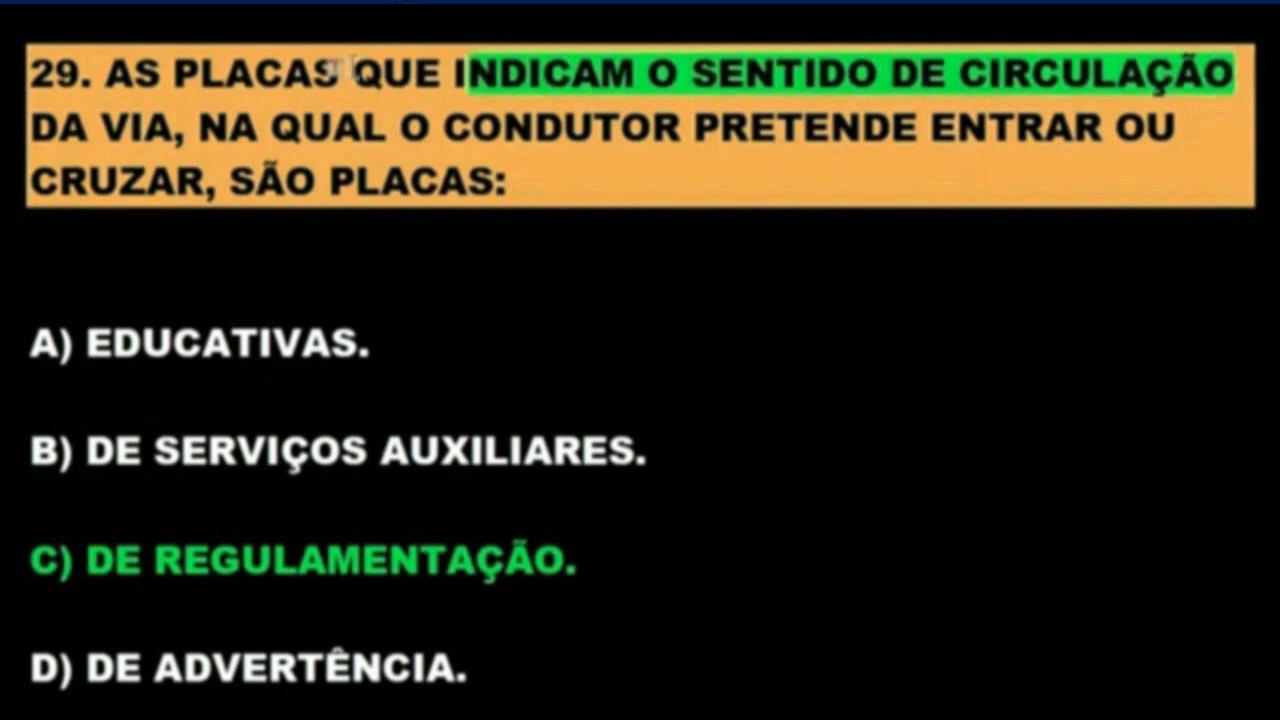 29. AS PLACAS QUE INDICAM O SENTIDO DE CIRCULAÇÃO
DA VIA, NA QUAL O CONDUTOR PRETENDE ENTRAR OU
CRUZAR, SÃO PLACAS:
A) EDUCATIVAS.
B) DE SERVIÇOS AUXILIARES.
C) DE REGULAMENTAÇÃO.
D) DE ADVERTÊNCIA.